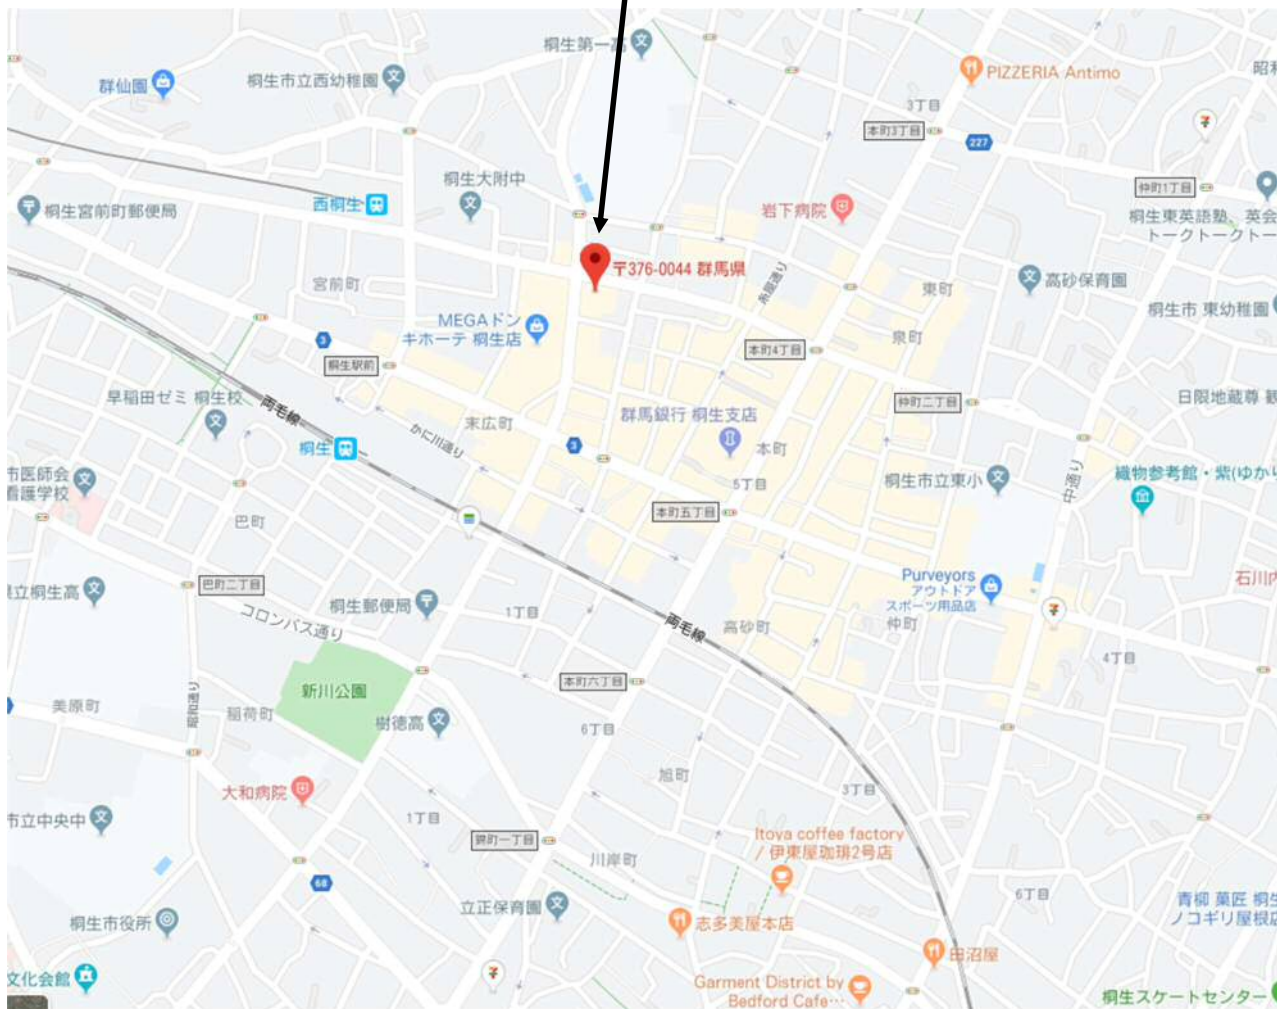 桐生第一高
PIZZERIA Antimo
群仙園
桐生市立西幼稚園
3丁目
本町3丁目
227
桐生大附中
仲町1丁目
桐生宮前町郵便局
西桐生
岩下病院
桐生東英語塾、英会
トークトークトー
〒376-0044 群馬県
糸屋通り
高砂保育園
宮前町
東町
桐生市 東幼稚園
MEGAドン
キホーテ 桐生店
3
泉町
本町4丁目
桐生駅前
早稲田ゼミ 桐生校
両毛線
仲町二丁目
日限地蔵尊 観
末広町
群馬銀行 桐生支店
かに川通り
桐生
3
本町
市医師会
看護学校
5丁目
桐生市立東小
中通り
織物参考館・紫(ゆかり
巴町
本町五丁目
巴町二丁目
Purveyors
アウトドア
スポーツ用品店
石川内
県立桐生高
桐生郵便局
1丁目
コロンバス通り
両毛線
高砂町
仲町
4丁目
新川公園
本町六丁目
美原町
昭和通り
稲荷町
樹徳高
6丁目
旭町
大和病院
3丁目
市立中央中
1丁目
錦町一丁目
Itoya coffee factory
/ 伊東屋珈琲2号店
川岸町
68
立正保育園
6丁目
青柳 菓匠 桐生
ノコギリ屋根店
桐生市役所
志多美屋本店
田沼屋
文化会館
Garment District by
Bedford Cafe…
桐生スケートセンター